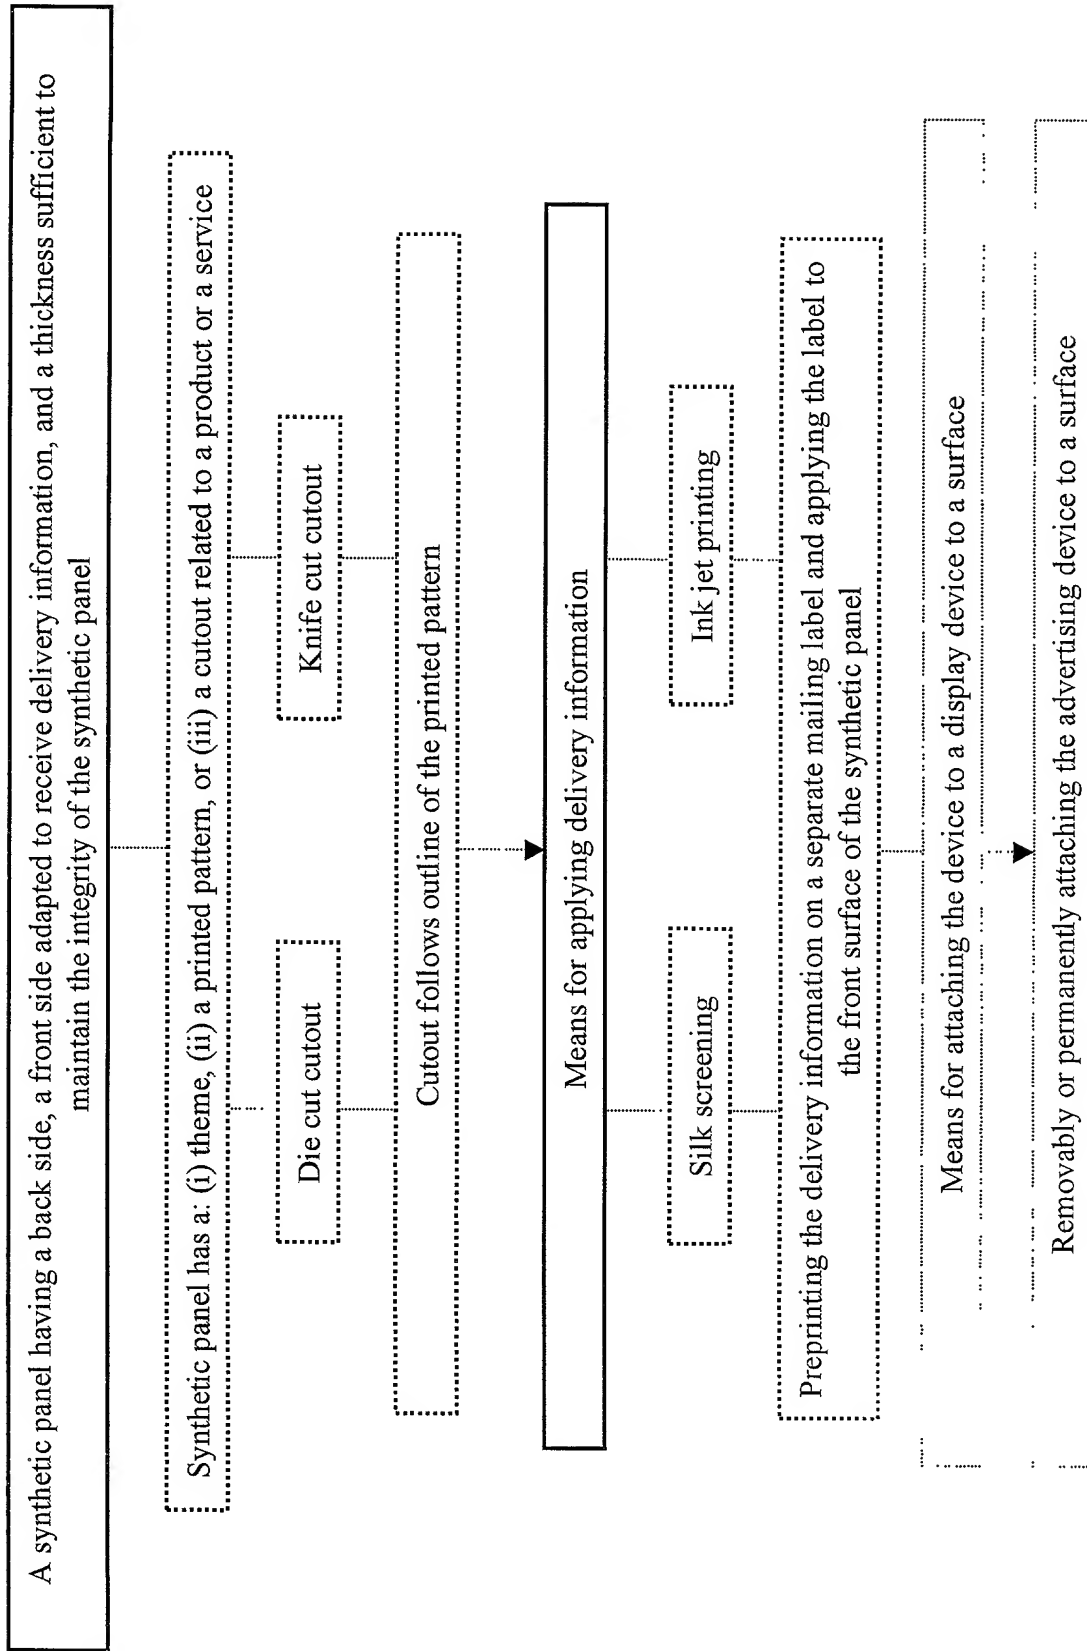 A synthetic panel having a back side, a front side adapted to receive delivery information, and a thickness sufficient to
maintain the integrity of the synthetic panel
Synthetic panel has a: (i) theme, (ii) a printed pattern, or (iii) a cutout related to a product or a service
Die cut cutout
Knife cut cutout
Cutout follows outline of the printed pattern
Means for applying delivery information
Silk screening
Ink jet printing
Preprinting the delivery information on a separate mailing label and applying the label to
the front surface of the synthetic panel
Means for attaching the device to a display device to a surface
Removably or permanently attaching the advertising device to a surface